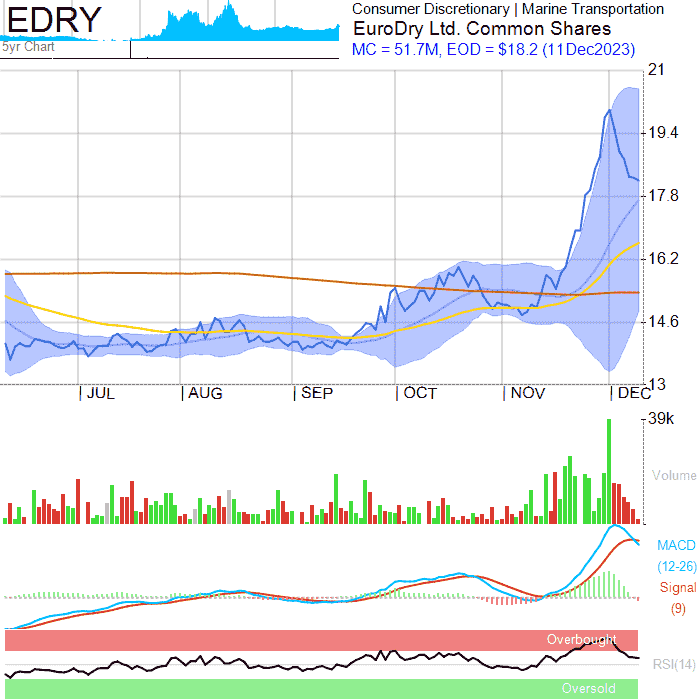 EDRY
5yr Chart
Consumer Discretionary | Marine Transportation
EuroDry Ltd. Common Shares
MC = 51.7M, EOD = $18.2 (11Dec2023)
21
19.4
17.8
16.2
14.6
13
JUL AUG SEP OCT NOV DEC
39k
Volume
MACD
(12-26)
Signal
(9)
Overbought
RSI(14)
Oversold